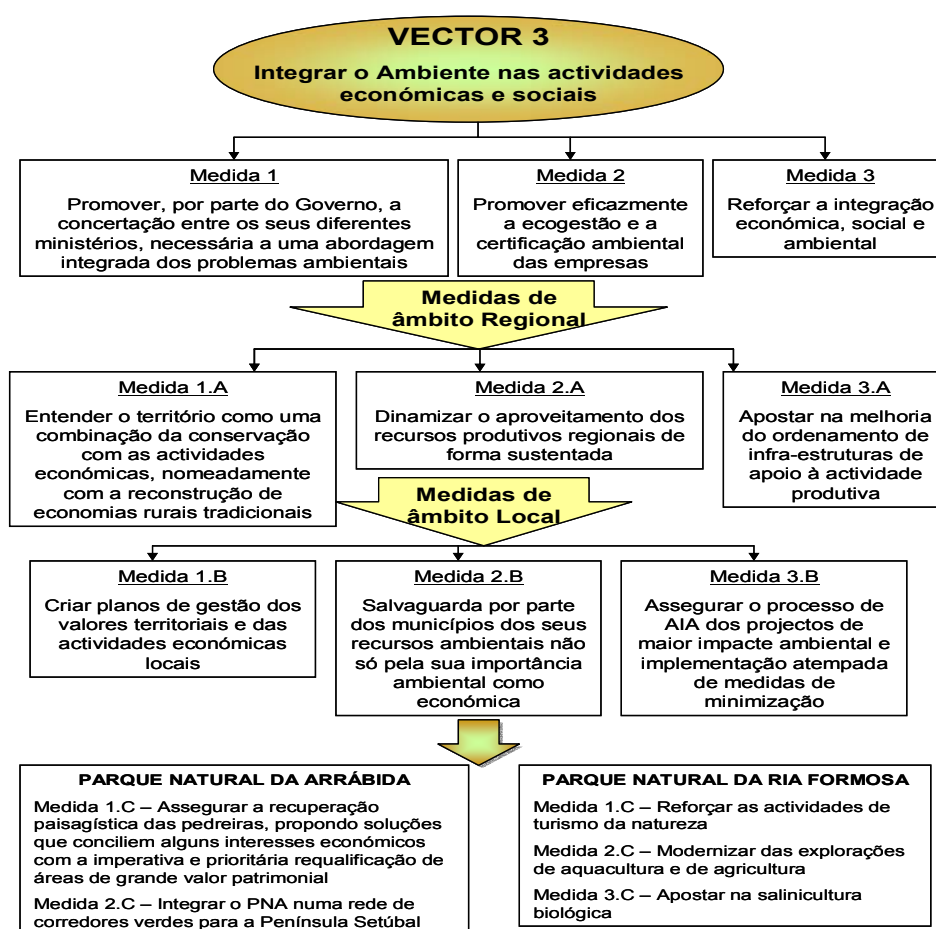 VECTOR 3
Integrar o Ambiente nas actividades
económicas e sociais
Medida 1
Promover, por parte do Governo, a
concertação entre os seus diferentes
ministérios, necessária a uma abordagem
integrada dos problemas ambientais
Medida 2
Promover eficazmente
a ecogestão e a
certificação ambiental
das empresas
Medida 3
Reforçar a integração
económica, social e
ambiental
Medidas de
âmbito Regional
Medida 1.A
Entender o território como uma
combinação da conservação
com as actividades
económicas, nomeadamente
com a reconstrução de
economias rurais tradicionais
Medida 2.A
Dinamizar o aproveitamento dos
recursos produtivos regionais de
forma sustentada
Medida 3.A
Apostar na melhoria
do ordenamento de
infra-estruturas de
apoio à actividade
produtiva
Medidas de
âmbito Local
Medida 1.B
Criar planos de gestão dos
valores territoriais e das
actividades económicas
locais
Medida 2.B
Salvaguarda por parte
dos municípios dos seus
recursos ambientais não
só pela sua importância
ambiental como
económica
Medida 3.B
Assegurar o processo de
AIA dos projectos de
maior impacte ambiental e
implementação atempada
de medidas de
minimização
PARQUE NATURAL DA ARRÁBIDA
Medida 1.C – Assegurar a recuperação
paisagística das pedreiras, propondo soluções
que conciliem alguns interesses económicos
com a imperativa e prioritária requalificação de
áreas de grande valor patrimonial
Medida 2.C – Integrar o PNA numa rede de
corredores verdes para a Península Setúbal
PARQUE NATURAL DA RIA FORMOSA
Medida 1.C – Reforçar as actividades de
turismo da natureza
Medida 2.C – Modernizar das explorações
de aquacultura e de agricultura
Medida 3.C – Apostar na salinicultura
biológica